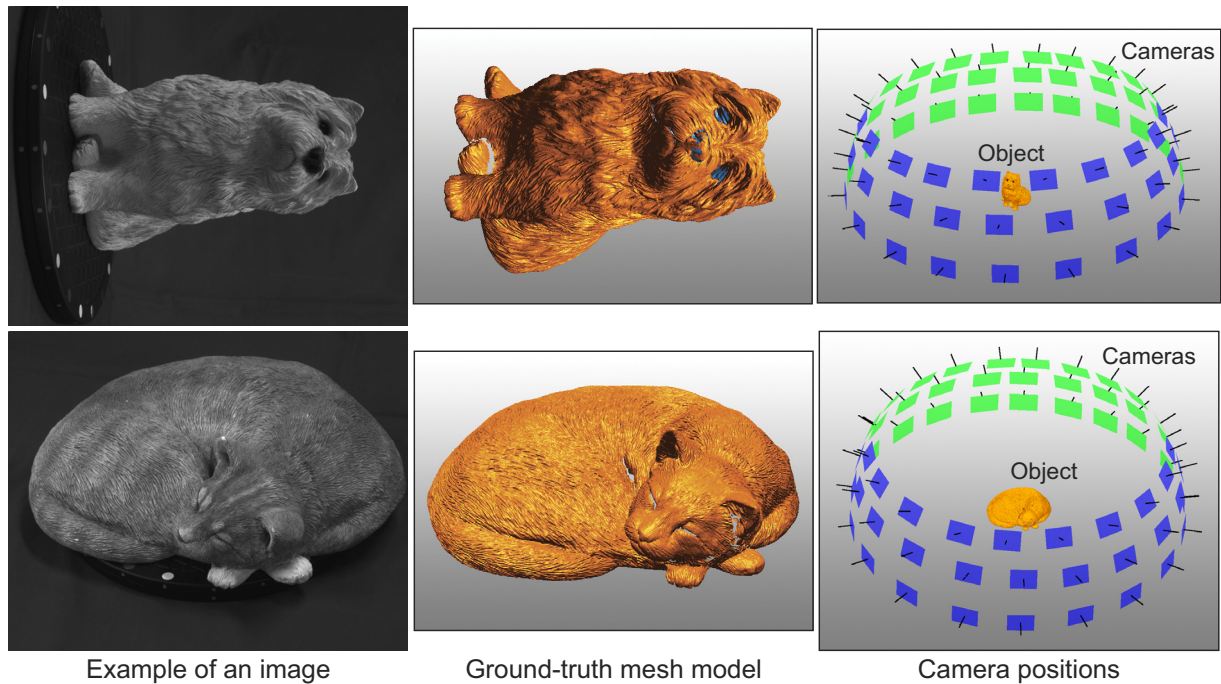 Cameras
Object
Cameras
Object
Example of an image
Ground-truth mesh model
Camera positions